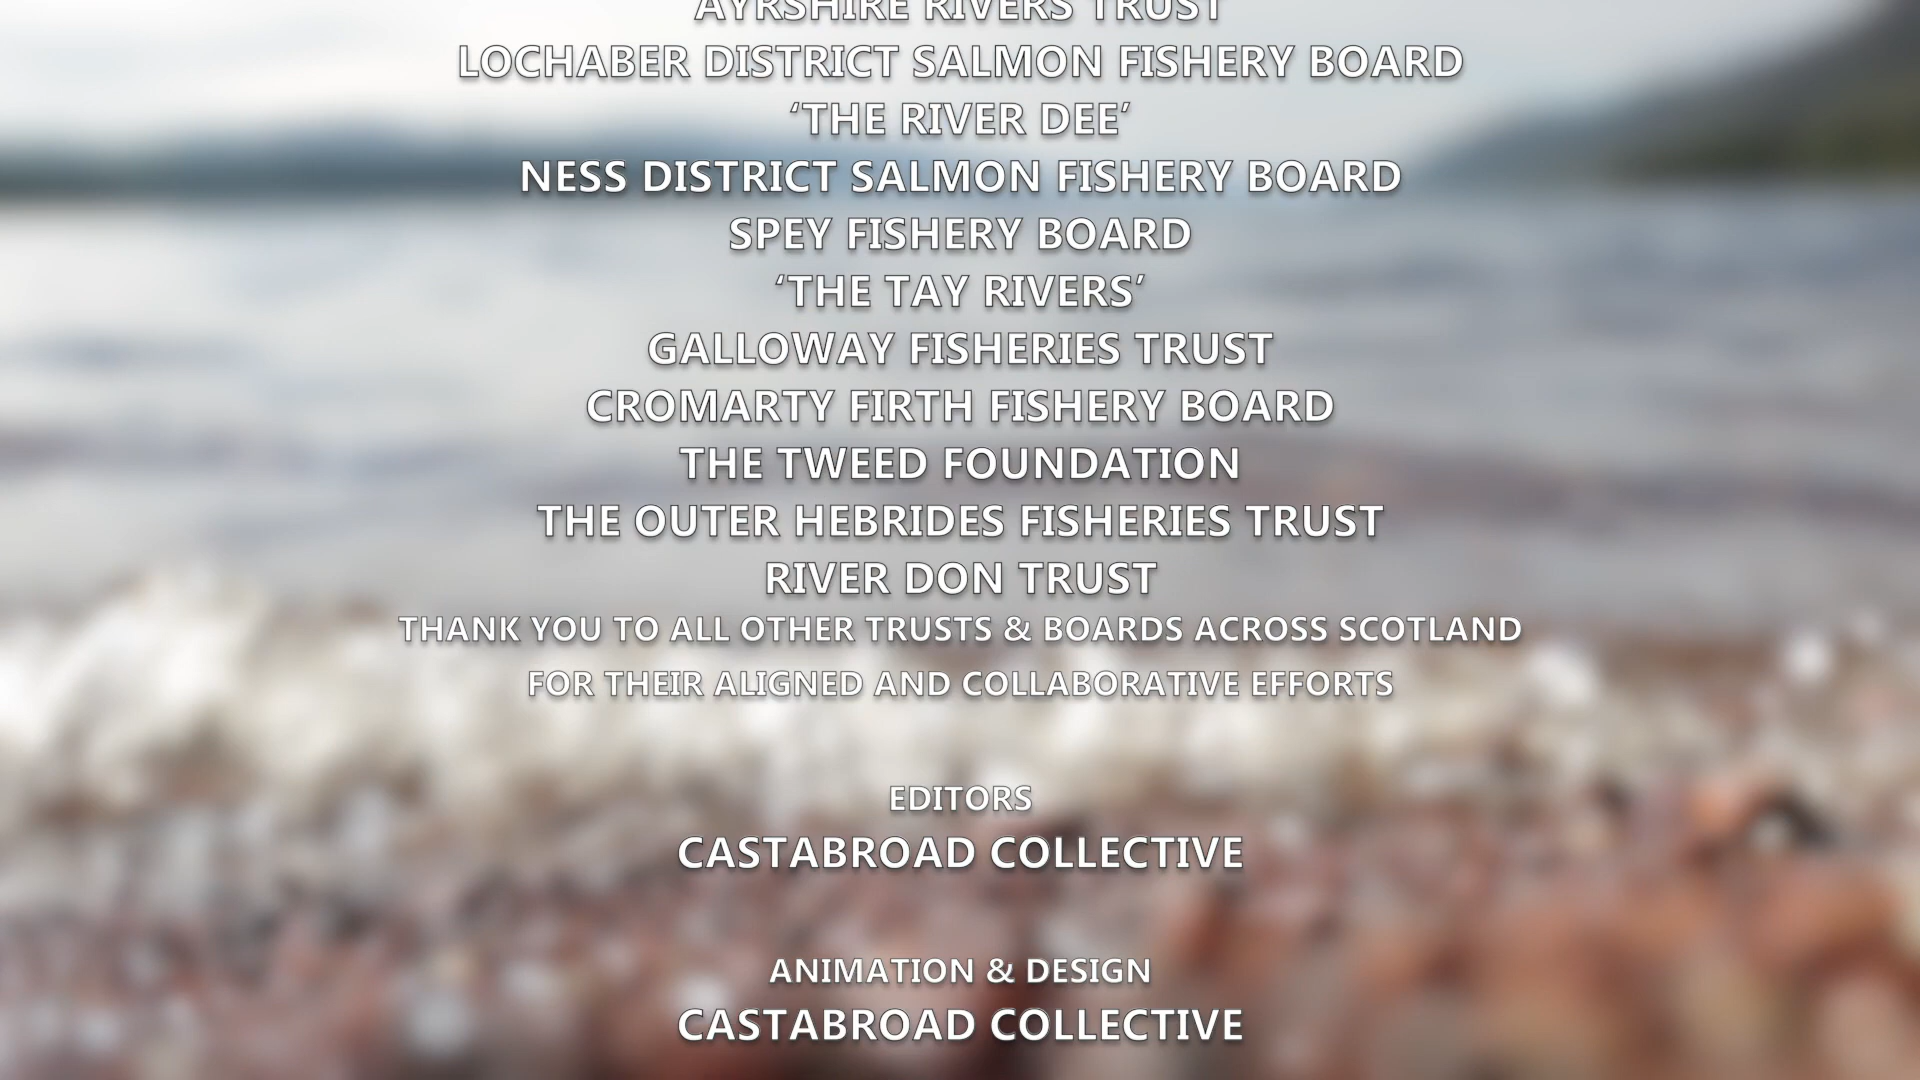 AYRSHIRE RIVERS TRUST
LOCHABER DISTRICT SALMON FISHERY BOARD
‘THE RIVER DEE’
NESS DISTRICT SALMON FISHERY BOARD
SPEY FISHERY BOARD
‘THE TAY RIVERS’
GALLOWAY FISHERIES TRUST
CROMARTY FIRTH FISHERY BOARD
THE TWEED FOUNDATION
THE OUTER HEBRIDES FISHERIES TRUST
RIVER DON TRUST
THANK YOU TO ALL OTHER TRUSTS & BOARDS ACROSS SCOTLAND
FOR THEIR ALIGNED AND COLLABORATIVE EFFORTS
EDITORS
CASTABROAD COLLECTIVE
ANIMATION & DESIGN
CASTABROAD COLLECTIVE